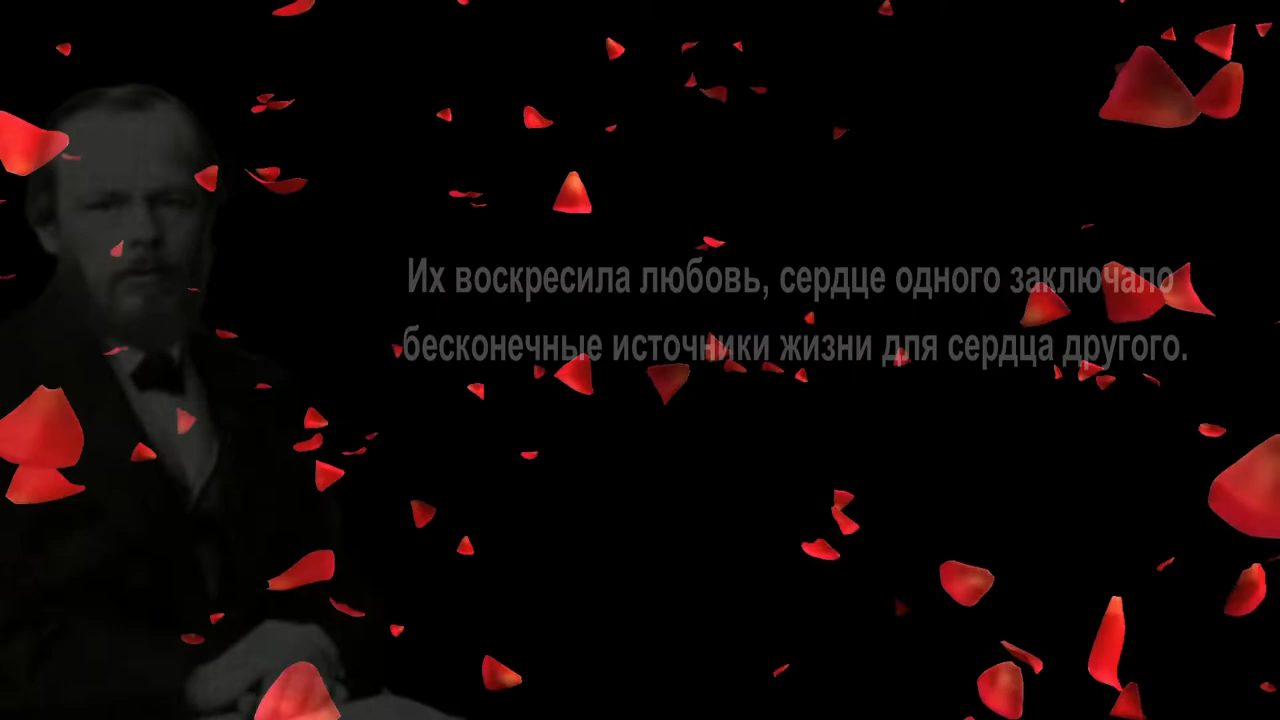 Их воскресила любовь, сердце одного заключало
бесконечные источники жизни для сердца другого.